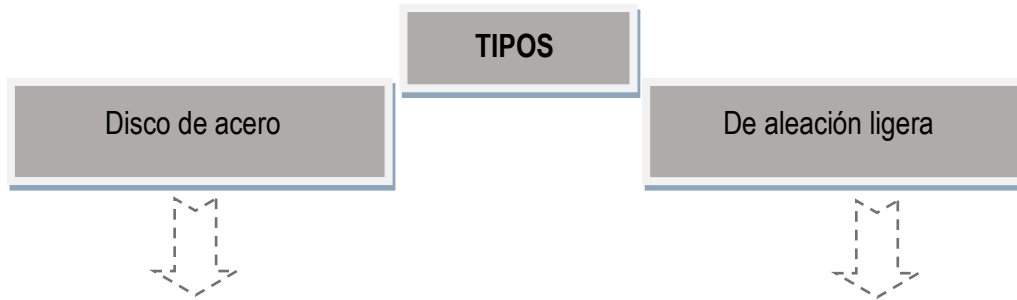 TIPOS
Disco de acero
De aleación ligera